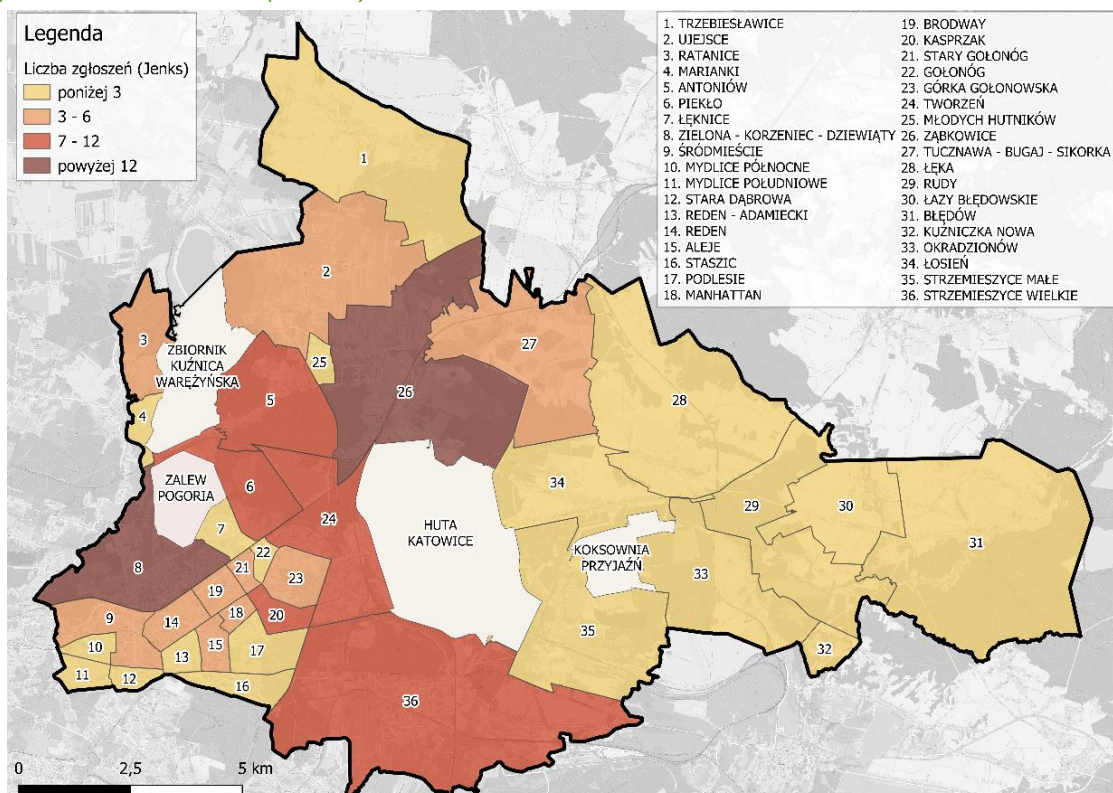 Legenda
Liczba zgłoszeń (Jenks)
poniżej 3
3 - 6
7 - 12
powyżej 12
1. TRZEBIESŁAWICE
2. UJEJSCE
3. RATANICE
4. MARIANKI
5. ANTONIÓW
6. PIEKŁO
7. ŁĘKNICE
8. ZIELONA - KORZENIEC - DZIEWIĄTY
9. ŚRÓDMIEŚCIE
10. MYDLICE PÓŁNOCNE
11. MYDLICE POŁUDNIOWE
12. STARA DĄBROWA
13. REDEN - ADAMIECKI
14. REDEN
15. ALEJE
16. STASZIC
17. PODLESIE
18. MANHATTAN
19. BRODWAY
20. KASPRZAK
21. STARY GOŁONÓG
22. GOŁONÓG
23. GÓRKA GOŁONOWSKA
24. TWORZEŃ
25. MŁODYCH HUTNIKÓW
26. ZĄBKOWICE
27. TUCZNAWA - BUGAJ - SIKORKA
28. ŁĘKA
29. RUDY
30. ŁAZY BŁĘDOWSKIE
31. BŁĘDÓW
32. KUŹNICZKA NOWA
33. OKRADZIONÓW
34. ŁOSIEŃ
35. STRZEMIESZYCE MAŁE
36. STRZEMIESZYCE WIELKIE
1
2
3
ZBIORNIK
KUŹNICA
WARĘŻYŃSKA
25
27
26
28
4
5
ZALEW
POGORIA
6
34
30
29
31
24
HUTA
KATOWICE
7
KOKSOWNIA
PRZYJAŹŃ
22
21
23
8
33
19
18
20
9
14
35
10
13
15
17
32
11
12
16
36
0
2,5
5 km